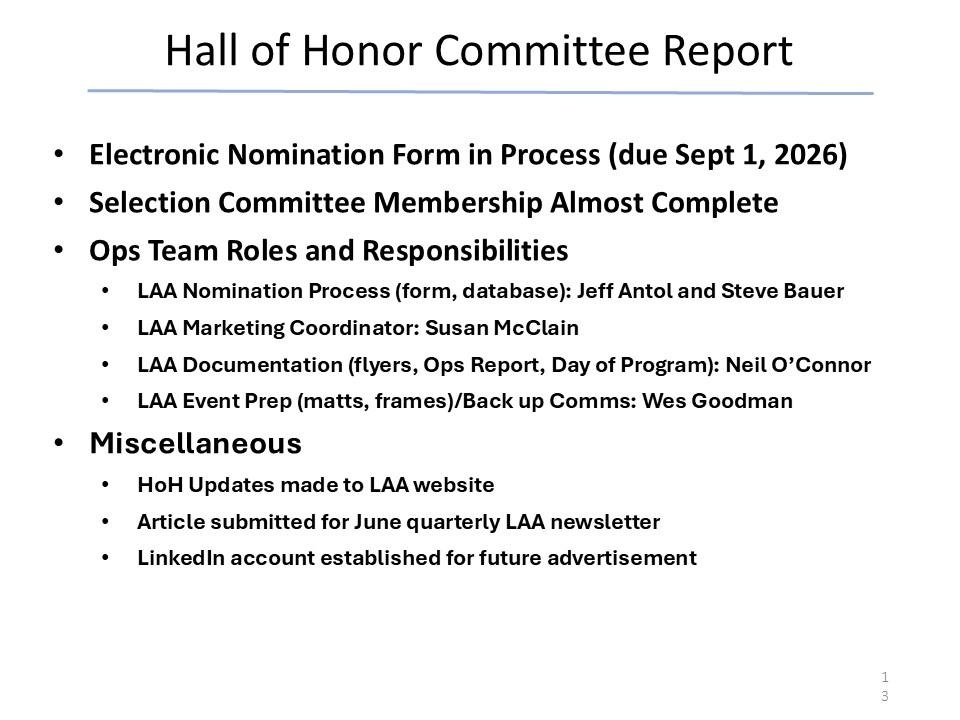 Hall of Honor Committee Report
• Electronic Nomination Form in Process (due Sept 1, 2026)
• Selection Committee Membership Almost Complete
• Ops Team Roles and Responsibilities
• LAA Nomination Process (form, database): Jeff Antol and Steve Bauer
• LAA Marketing Coordinator: Susan McClain
• LAA Documentation (flyers, Ops Report, Day of Program): Neil O’Connor
• LAA Event Prep (matts, frames)/Back up Comms: Wes Goodman
• Miscellaneous
• HoH Updates made to LAA website
• Article submitted for June quarterly LAA newsletter
• LinkedIn account established for future advertisement
1
3